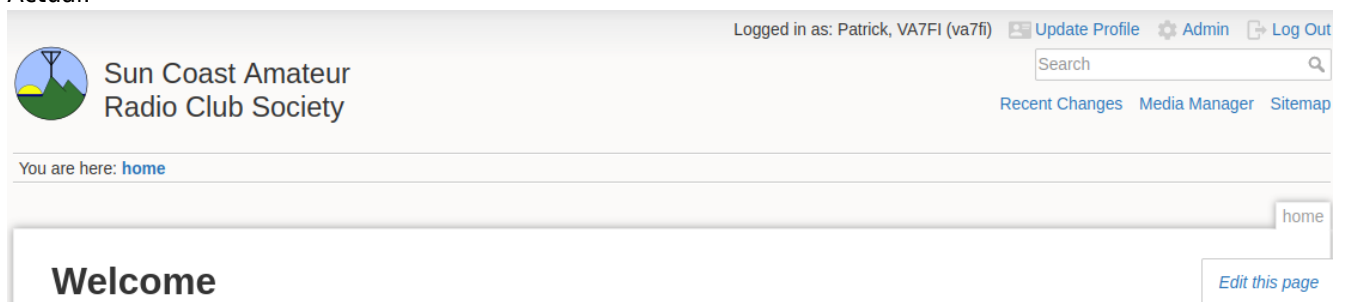 Logged in as: Patrick, VA7FI (va7fi) Update Profile Admin Log Out
Sun Coast Amateur
Radio Club Society
Search
Recent Changes Media Manager Sitemap
You are here: home
home
Welcome
Edit this page